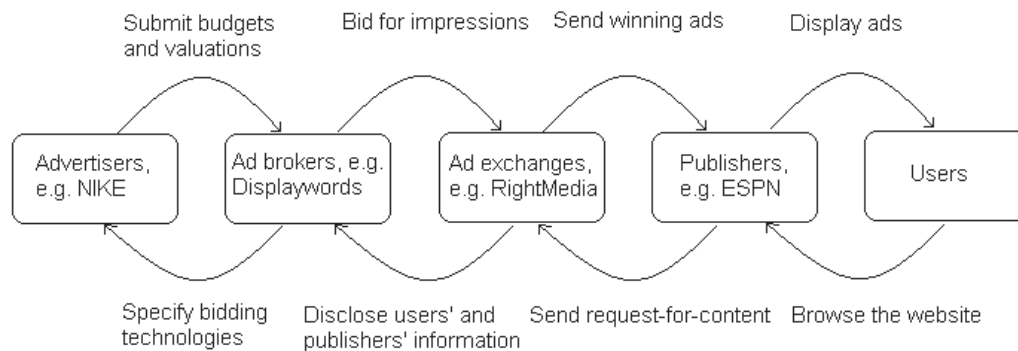 Submit budgets
and valuations
Bid for impressions
Send winning ads
Display ads
Advertisers,
e.g. NIKE
Ad brokers, e.g.
Displaywords
Ad exchanges,
e.g. RightMedia
Publishers,
e.g. ESPN
Users
Specify bidding
technologies
Disclose users' and
publishers' information
Send request-for-content
Browse the website